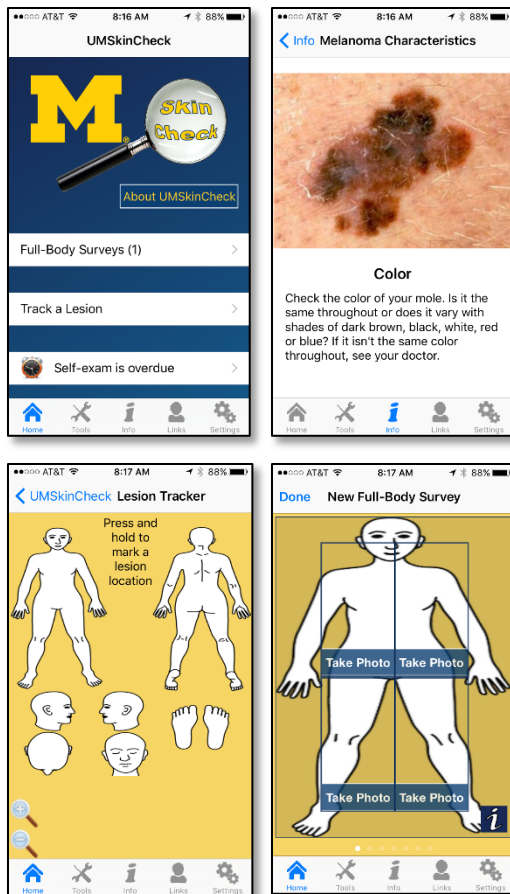 AT&T 8:16 AM 88%
UMSkinCheck
M
Skin
Check
About UMSkinCheck
Full-Body Surveys (1)
Track a Lesion
Self-exam is overdue
Home Tools Info Links Settings
AT&T 8:16 AM 88%
Info Melanoma Characteristics
Color
Check the color of your mole. Is it the
same throughout or does it vary with
shades of dark brown, black, white, red
or blue? If it isn't the same color
throughout, see your doctor.
Home Tools Info Links Settings
AT&T 8:17 AM 88%
UMSkinCheck Lesion Tracker
Press and
hold to
mark a
lesion
location
Home Tools Info Links Settings
AT&T 8:17 AM 88%
Done New Full-Body Survey
Take Photo Take Photo
Take Photo Take Photo
i
Home Tools Info Links Settings